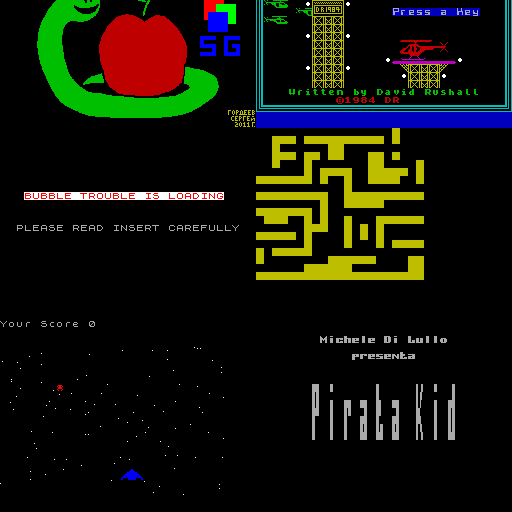 SG
ГОРДЕЕВ
СЕРГЕЙ
2011Г.
DR1984
Press a Key
Written by David Rushall
©1984 DR
BUBBLE TROUBLE IS LOADING
PLEASE READ INSERT CAREFULLY
Your Score 0
Michele Di Lullo
presenta
Pirata Kid